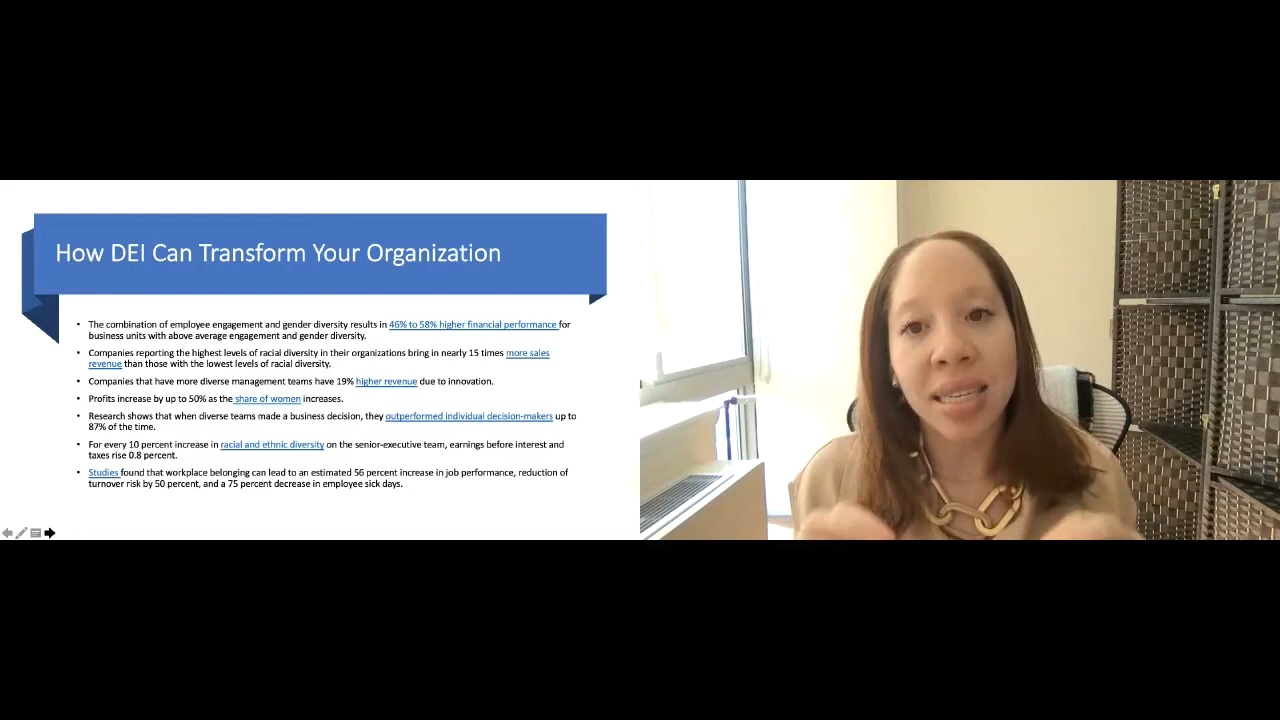 How DEI Can Transform Your Organization
• The combination of employee engagement and gender diversity results in 46% to 58% higher financial performance for
business units with above average engagement and gender diversity.
• Companies reporting the highest levels of racial diversity in their organizations bring in nearly 15 times more sales
revenue than those with the lowest levels of racial diversity.
• Companies that have more diverse management teams have 19% higher revenue due to innovation.
• Profits increase by up to 50% as the share of women increases.
• Research shows that when diverse teams made a business decision, they outperformed individual decision-makers up to
87% of the time.
• For every 10 percent increase in racial and ethnic diversity on the senior-executive team, earnings before interest and
taxes rise 0.8 percent.
• Studies found that workplace belonging can lead to an estimated 56 percent increase in job performance, reduction of
turnover risk by 50 percent, and a 75 percent decrease in employee sick days.